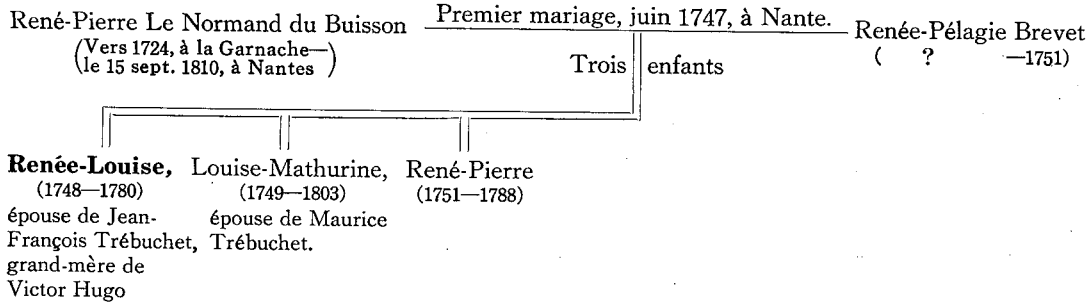 René-Pierre Le Normand du Buisson
Premier mariage, juin 1747, à Nante.
Renée-Pélagie Brevet
(Vers 1724, à la Garnache—
le 15 sept. 1810, à Nantes)
( ? —1751)
Trois enfants
Renée-Louise, Louise-Mathurine, René-Pierre
(1748—1780) (1749—1803) (1751—1788)
épouse de Jean- épouse de Maurice
François Trébuchet, Trébuchet.
grand-mère de
Victor Hugo